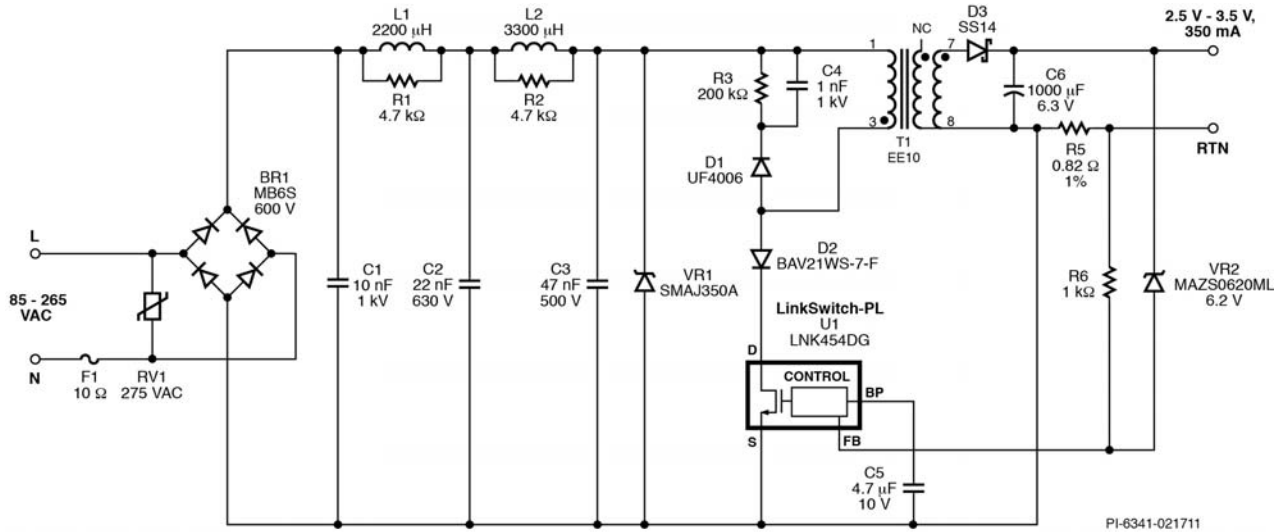 L1
2200 µH
L2
3300 µH
R1
4.7 kΩ
R2
4.7 kΩ
R3
200 kΩ
C4
1 nF
1 kV
1
3
NC
7
8
T1
EE10
D3
SS14
2.5 V - 3.5 V,
350 mA
C6
1000 µF
6.3 V
R5
0.82 Ω
1%
RTN
D1
UF4006
BR1
MB6S
600 V
L
85 - 265
VAC
N
F1
10 Ω
RV1
275 VAC
C1
10 nF
1 kV
C2
22 nF
630 V
C3
47 nF
500 V
VR1
SMAJ350A
D2
BAV21WS-7-F
LinkSwitch-PL
U1
LNK454DG
D
CONTROL
BP
S
FB
C5
4.7 µF
10 V
R6
1 kΩ
VR2
MAZS0620ML
6.2 V
PI-6341-021711